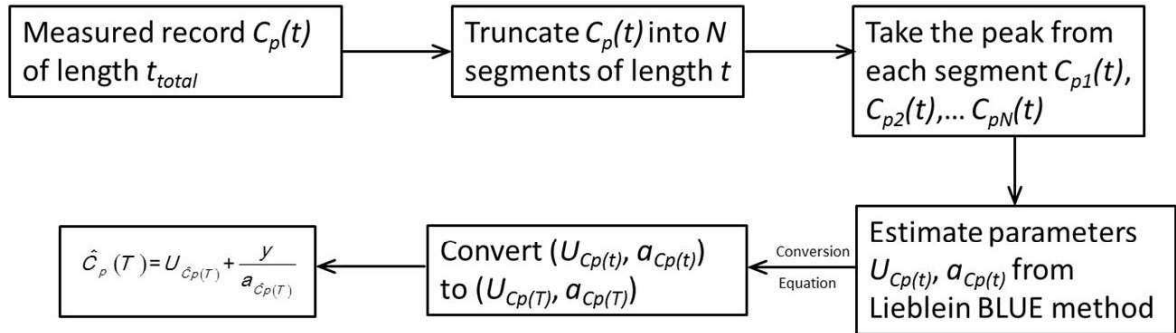 Measured record C_p(t)
of length t_total
Truncate C_p(t) into N
segments of length t
Take the peak from
each segment C_p1(t),
C_p2(t),... C_pN(t)
Estimate parameters
U_Cp(t), a_Cp(t) from
Lieblein BLUE method
Conversion
Equation
Convert (U_Cp(t), a_Cp(t))
to (U_Cp(T), a_Cp(T))
Ĉ_p(T)=U_Ĉp(T)+y/a_Ĉp(T)